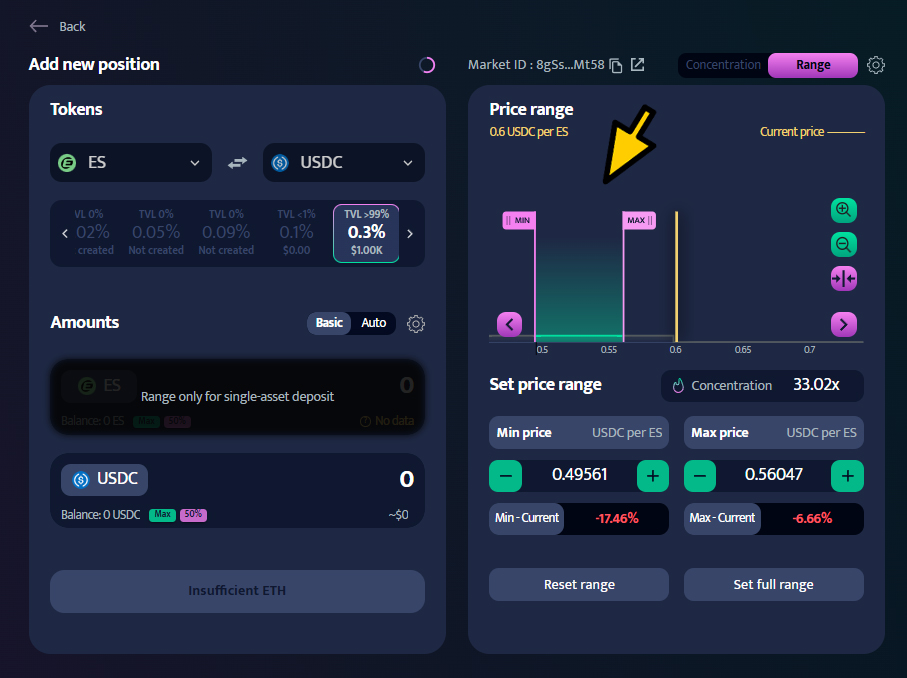 Back
Add new position
Market ID : 8gSs...Mt58
Concentration
Range
Tokens
ES
USDC
VL 0%
02%
created
TVL 0%
0.05%
Not created
TVL 0%
0.09%
Not created
TVL <1%
0.1%
$0.00
TVL >99%
0.3%
$1.00K
Amounts
Basic
Auto
ES
0
Range only for single-asset deposit
Balance: 0 ES
Max
50%
No data
USDC
0
Balance: 0 USDC
Max
50%
~$0
Insufficient ETH
Price range
0.6 USDC per ES
Current price
MIN
MAX
0.5
0.55
0.6
0.65
0.7
Set price range
Concentration
33.02x
Min price
USDC per ES
Max price
USDC per ES
0.49561
0.56047
Min - Current
-17.46%
Max - Current
-6.66%
Reset range
Set full range